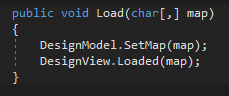 public void Load(char[,] map)
{
    DesignModel.SetMap(map);
    DesignView.Loaded(map);
}